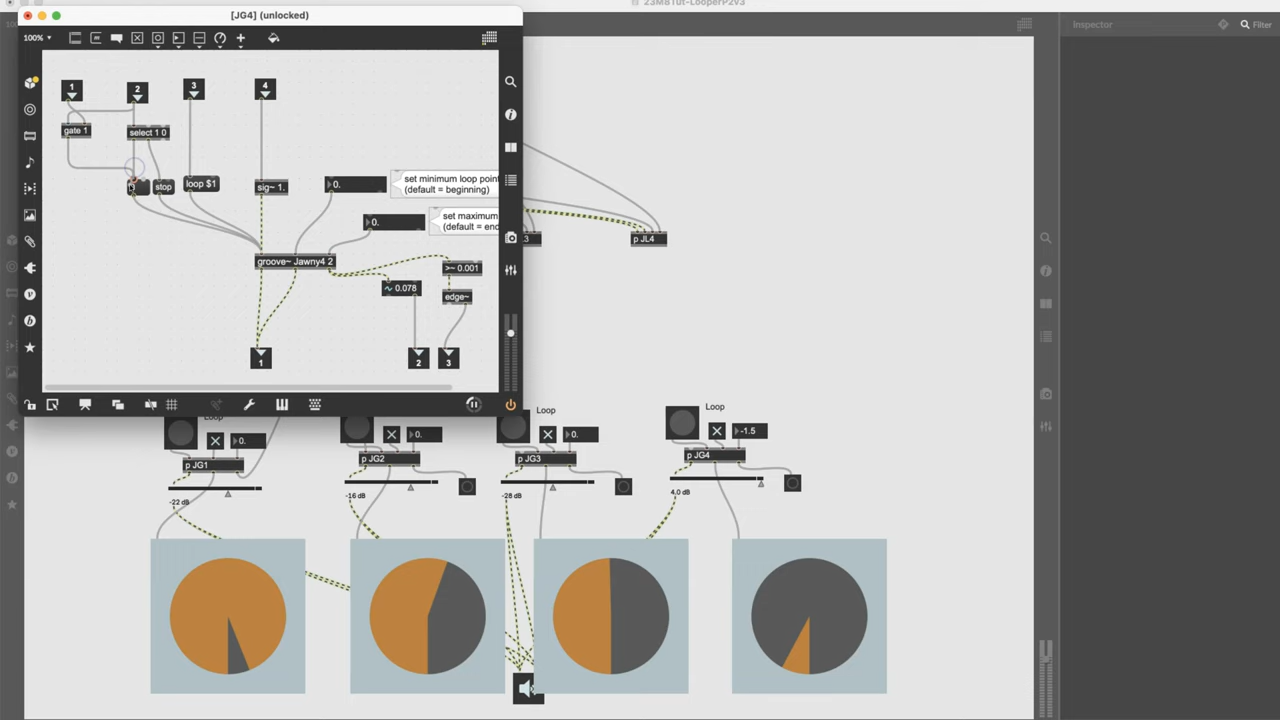 23MBTut-LooperP2v3
[JG4] (unlocked)
100%
Inspector
Filter
1
2
3
4
gate 1
select 1 0
0
stop
loop $1
sig~ 1.
0.
set minimum loop point
(default = beginning)
0.
set maximum
(default = end
groove~ Jawny4 2
>~ 0.001
0.078
edge~
1
2
3
p JL4
Loop
Loop
Loop
0.
0.
0.
-1.5
p JG1
p JG2
p JG3
p JG4
-22 dB
-16 dB
-28 dB
4.0 dB